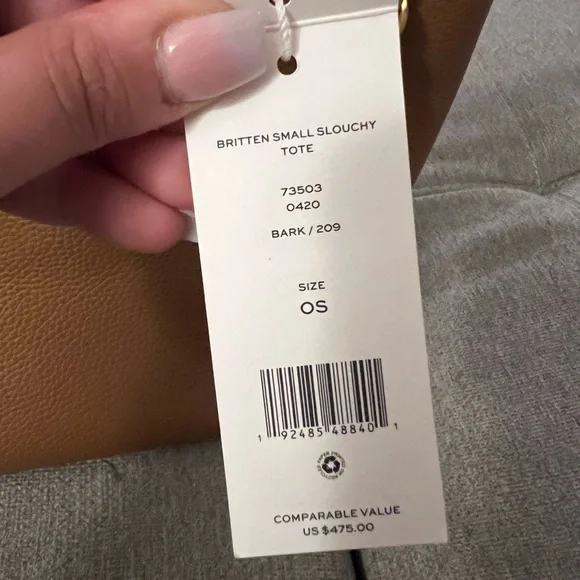 BRITTEN SMALL SLOUCHY
TOTE
73503
0420
BARK / 209
SIZE
OS
1 92485 48840 1
COMPARABLE VALUE
US $475.00